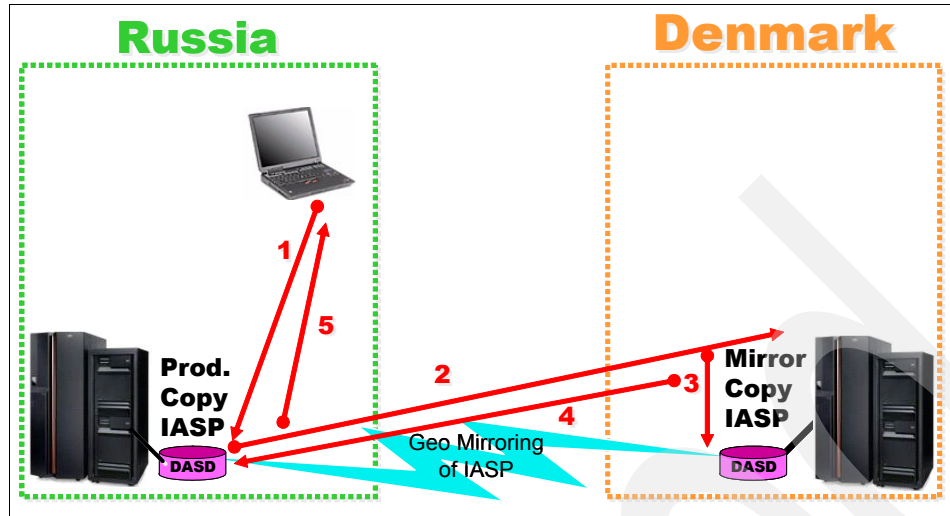 Russia
Denmark
1
5
2
3
4
Prod.
Copy
IASP
DASD
Geo Mirroring
of IASP
Mirror
Copy
IASP
DASD